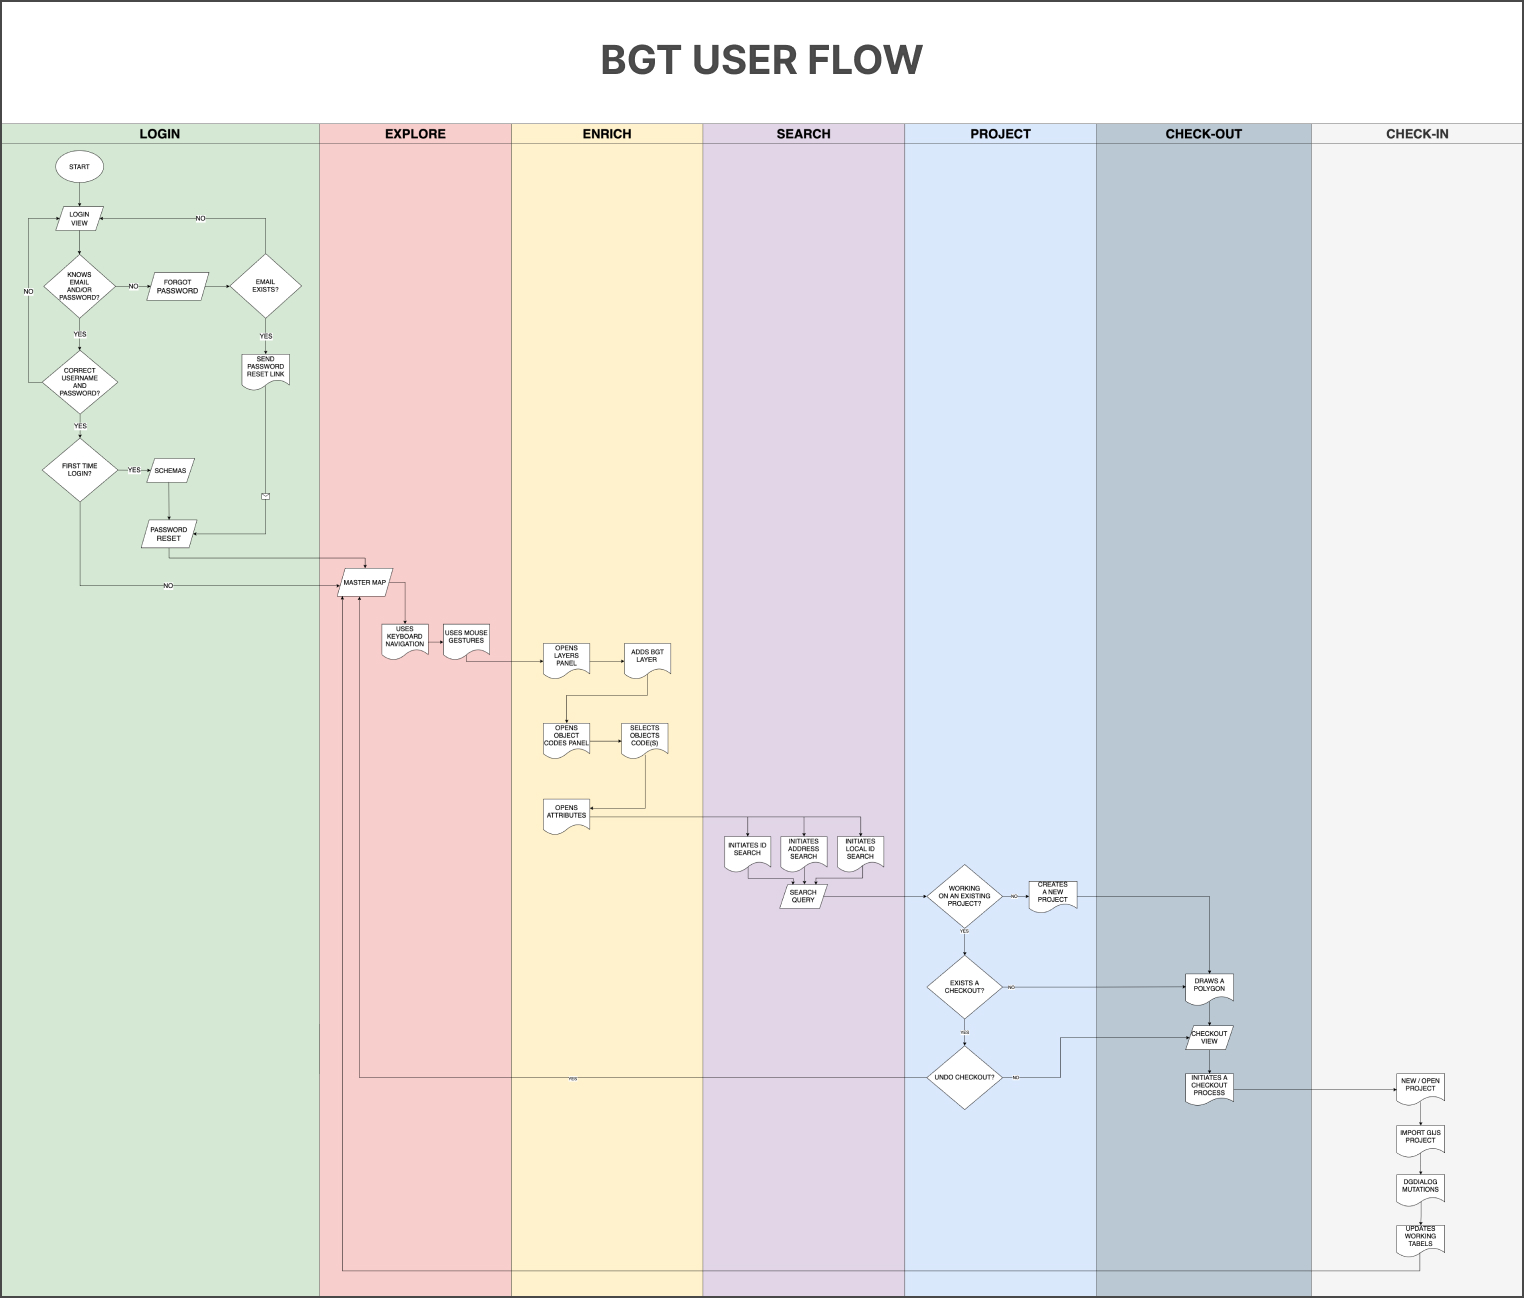 BGT USER FLOW
LOGIN
EXPLORE
ENRICH
SEARCH
PROJECT
CHECK-OUT
CHECK-IN
START
LOGIN
VIEW
NO
KNOWS
EMAIL
AND/OR
PASSWORD?
NO
FORGOT
PASSWORD
EMAIL
EXISTS?
NO
YES
YES
SEND
PASSWORD
RESET LINK
CORRECT
USERNAME
AND
PASSWORD?
YES
FIRST TIME
LOGIN?
YES
SCHEMAS
PASSWORD
RESET
NO
MASTER MAP
USES
KEYBOARD
NAVIGATION
USES MOUSE
GESTURES
OPENS
LAYERS
PANEL
ADDS BGT
LAYER
OPENS
OBJECT
CODES PANEL
SELECTS
OBJECTS
CODE(S)
OPENS
ATTRIBUTES
INITIATES ID
SEARCH
INITIATES
ADDRESS
SEARCH
INITIATES
LOCAL ID
SEARCH
SEARCH
QUERY
WORKING
ON AN EXISTING
PROJECT?
NO
CREATES
A NEW
PROJECT
YES
EXISTS A
CHECKOUT?
NO
DRAWS A
POLYGON
YES
CHECKOUT
VIEW
UNDO CHECKOUT?
NO
YES
INITIATES A
CHECKOUT
PROCESS
NEW / OPEN
PROJECT
IMPORT GIJS
PROJECT
DGDIALOG
MUTATIONS
UPDATES
WORKING
TABELS